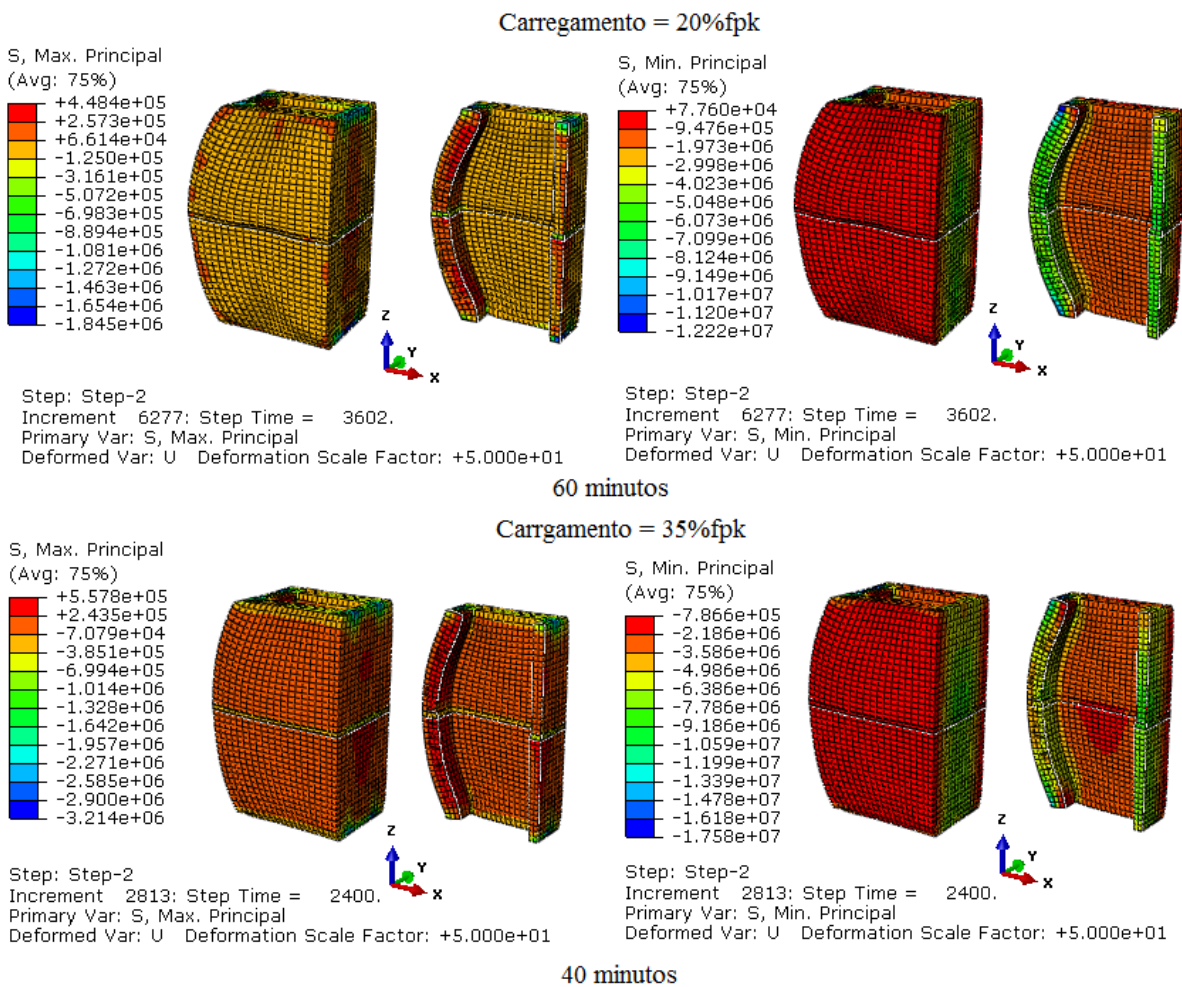 Carregamento = 20%fpk
S, Max. Principal
(Avg: 75%)
+4.484e+05
+2.573e+05
+6.614e+04
-1.250e+05
-3.161e+05
-5.072e+05
-6.983e+05
-8.894e+05
-1.081e+06
-1.272e+06
-1.463e+06
-1.654e+06
-1.845e+06
Z
Y
X
Step: Step-2
Increment 6277: Step Time = 3602.
Primary Var: S, Max. Principal
Deformed Var: U Deformation Scale Factor: +5.000e+01
S, Min. Principal
(Avg: 75%)
+7.760e+04
-9.476e+05
-1.973e+06
-2.998e+06
-4.023e+06
-5.048e+06
-6.073e+06
-7.099e+06
-8.124e+06
-9.149e+06
-1.017e+07
-1.120e+07
-1.222e+07
Z
Y
X
Step: Step-2
Increment 6277: Step Time = 3602.
Primary Var: S, Min. Principal
Deformed Var: U Deformation Scale Factor: +5.000e+01
60 minutos
Carrgamento = 35%fpk
S, Max. Principal
(Avg: 75%)
+5.578e+05
+2.435e+05
-7.079e+04
-3.851e+05
-6.994e+05
-1.014e+06
-1.328e+06
-1.642e+06
-1.957e+06
-2.271e+06
-2.585e+06
-2.900e+06
-3.214e+06
Z
Y
X
Step: Step-2
Increment 2813: Step Time = 2400.
Primary Var: S, Max. Principal
Deformed Var: U Deformation Scale Factor: +5.000e+01
S, Min. Principal
(Avg: 75%)
-7.866e+05
-2.186e+06
-3.586e+06
-4.986e+06
-6.386e+06
-7.786e+06
-9.186e+06
-1.059e+07
-1.199e+07
-1.339e+07
-1.478e+07
-1.618e+07
-1.758e+07
Z
Y
X
Step: Step-2
Increment 2813: Step Time = 2400.
Primary Var: S, Min. Principal
Deformed Var: U Deformation Scale Factor: +5.000e+01
40 minutos